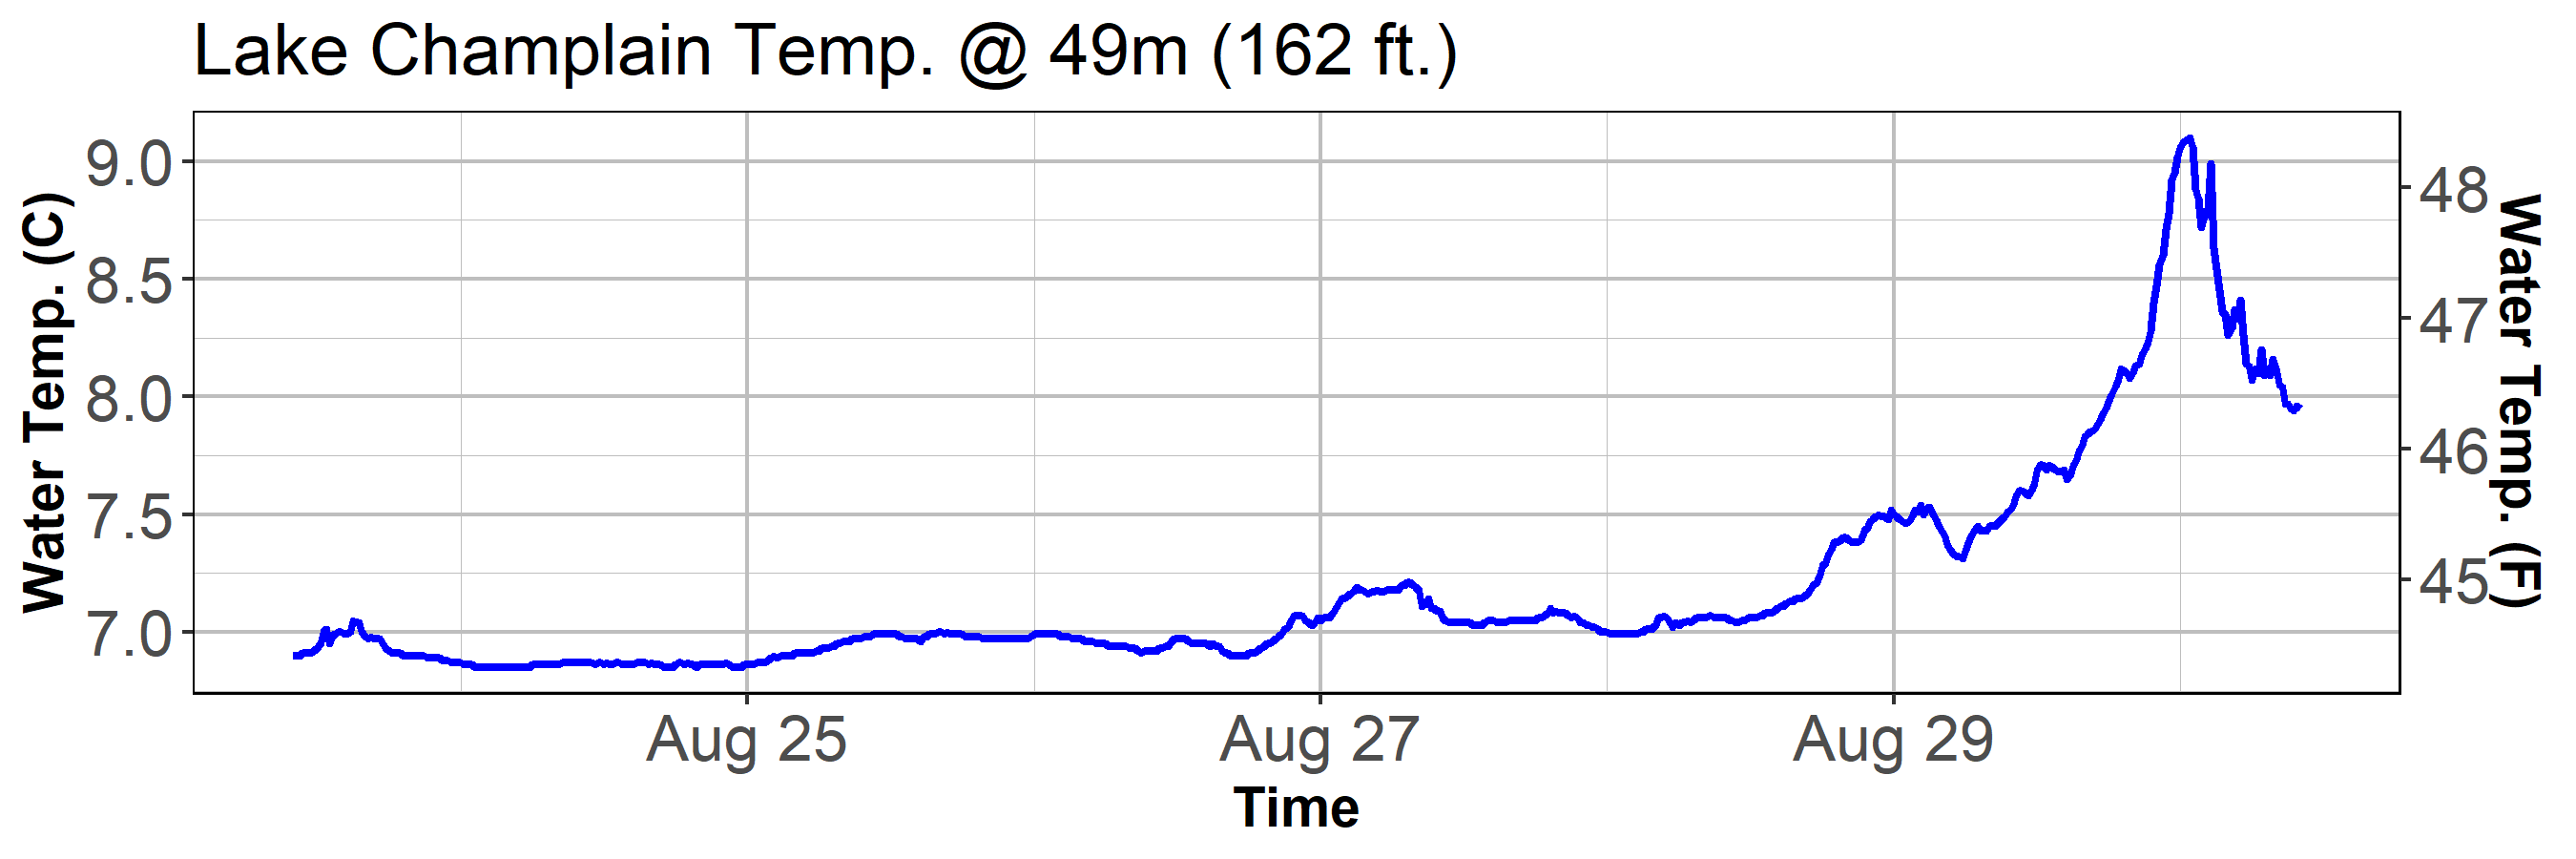 Lake Champlain Temp. @ 49m (162 ft.)
Water Temp. (C)
9.0
8.5
8.0
7.5
7.0
48
47
46
45
Water Temp. (F)
Aug 25
Aug 27
Aug 29
Time